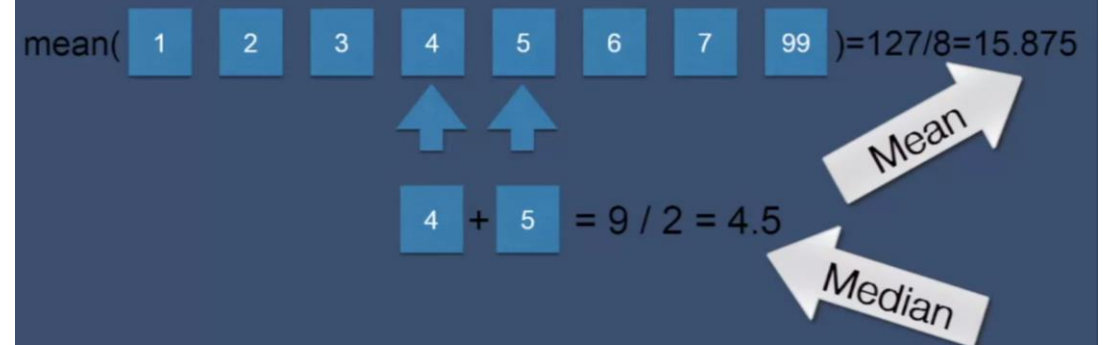 mean( 1 2 3 4 5 6 7 99 )=127/8=15.875
Mean
4 + 5 = 9 / 2 = 4.5
Median